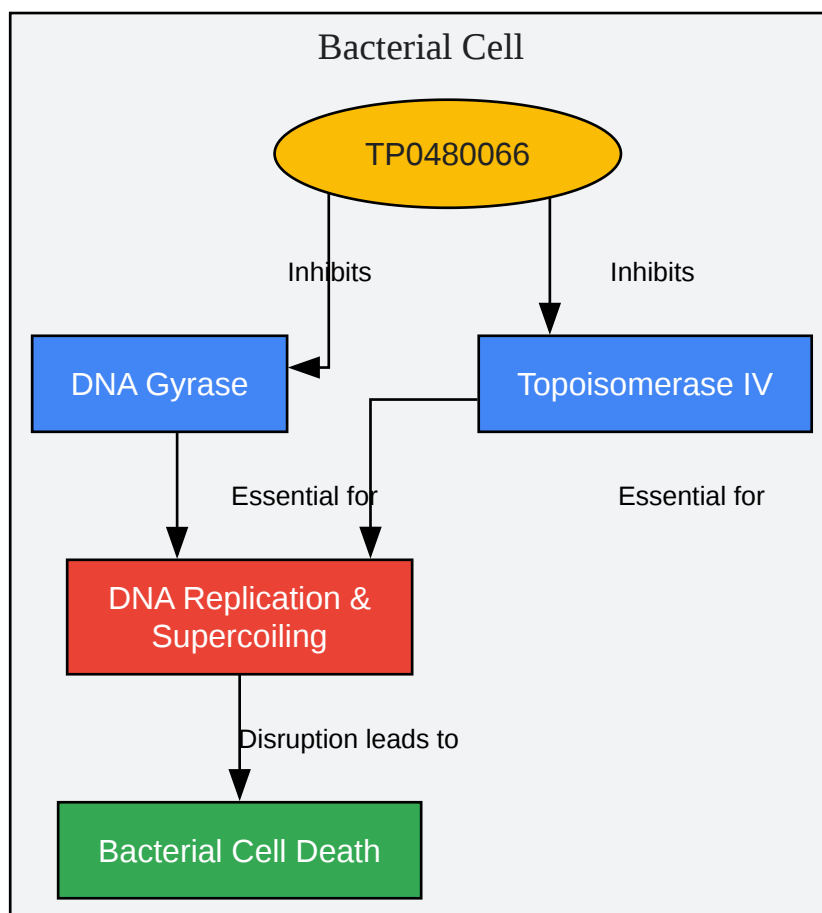 Bacterial Cell
TP0480066
Inhibits
Inhibits
DNA Gyrase
Topoisomerase IV
Essential for
Essential for
DNA Replication &
Supercoiling
Disruption leads to
Bacterial Cell Death